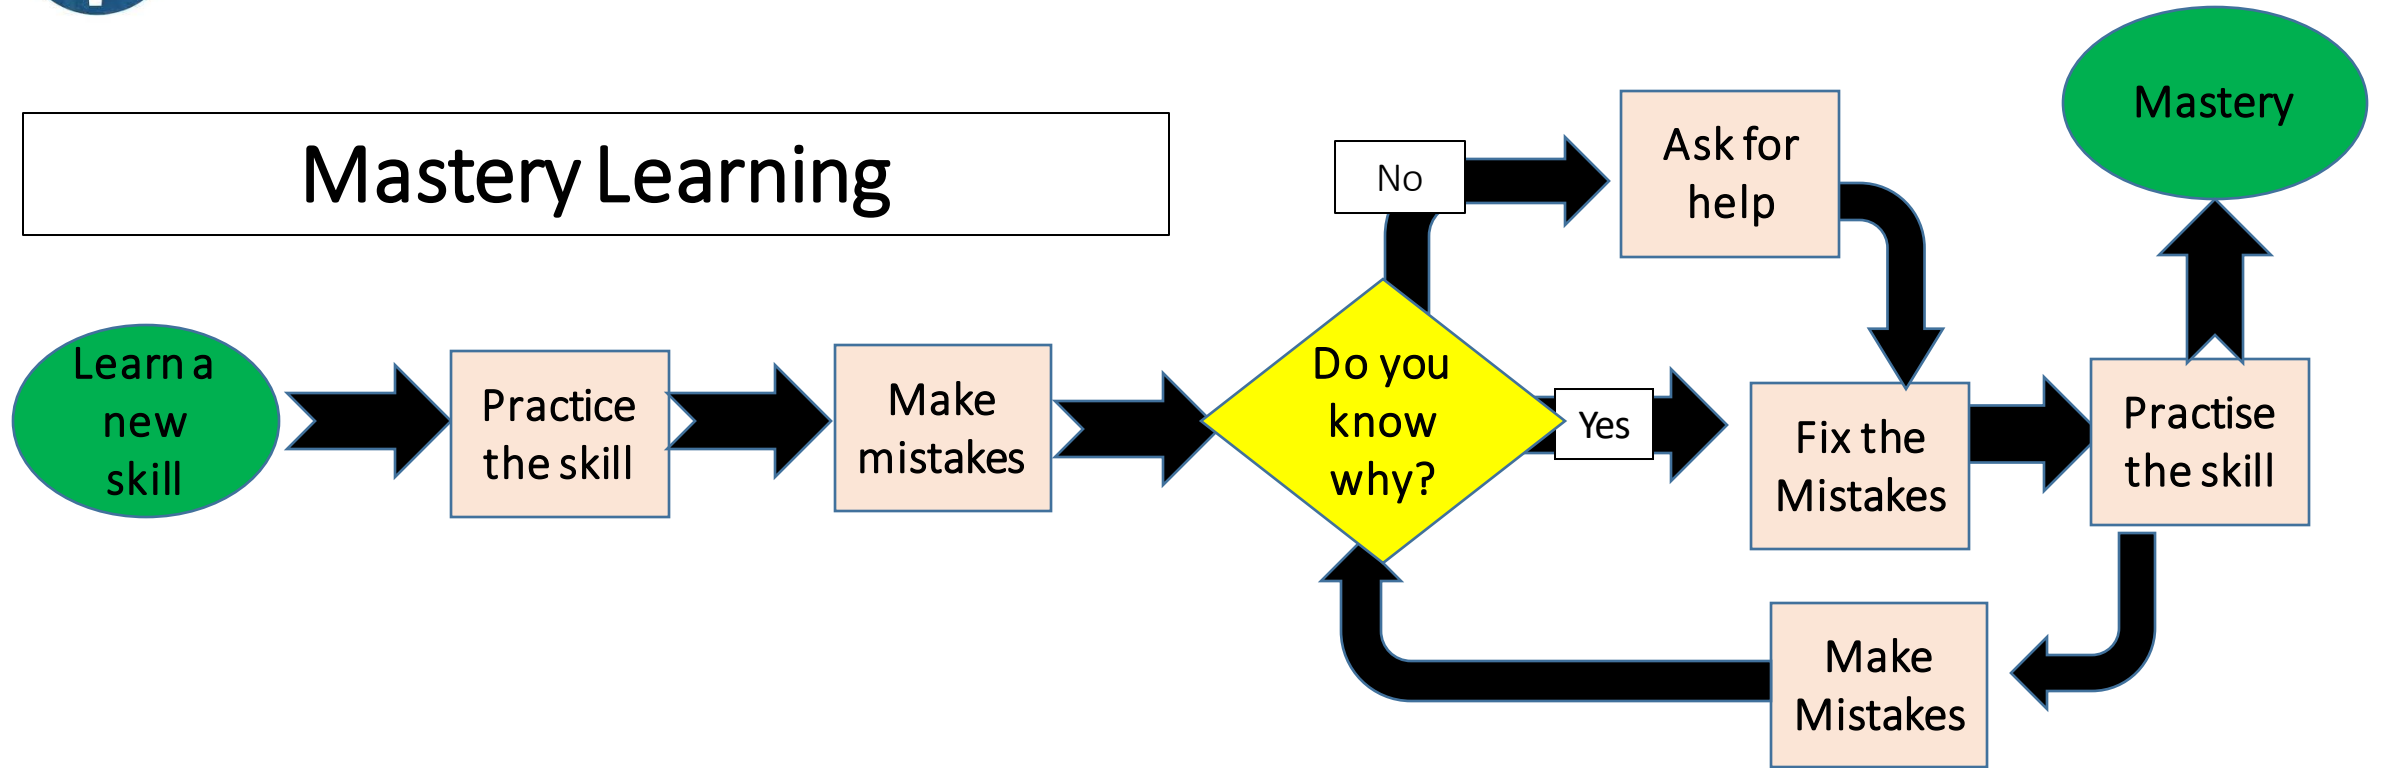 Mastery Learning
Learn a
new
skill
Practice
the skill
Make
mistakes
Do you
know
why?
No
Ask for
help
Yes
Fix the
Mistakes
Practise
the skill
Mastery
Make
Mistakes